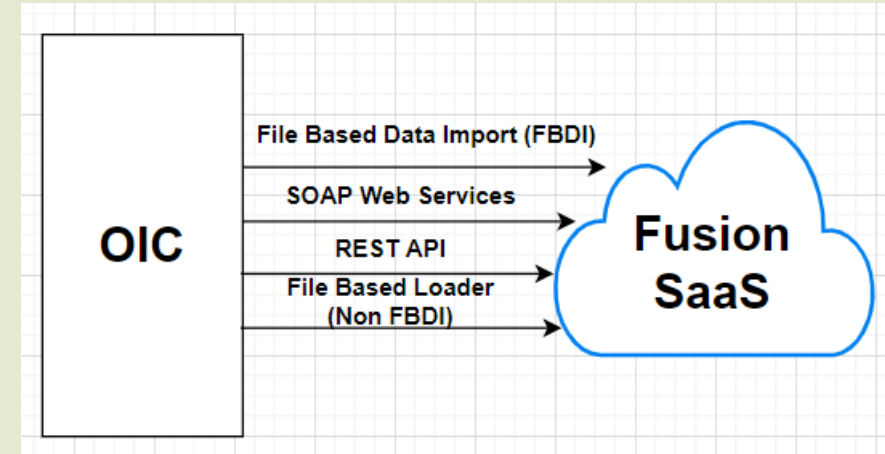 File Based Data Import (FBDI)
SOAP Web Services
OIC
REST API
File Based Loader
(Non FBDI)
Fusion
SaaS